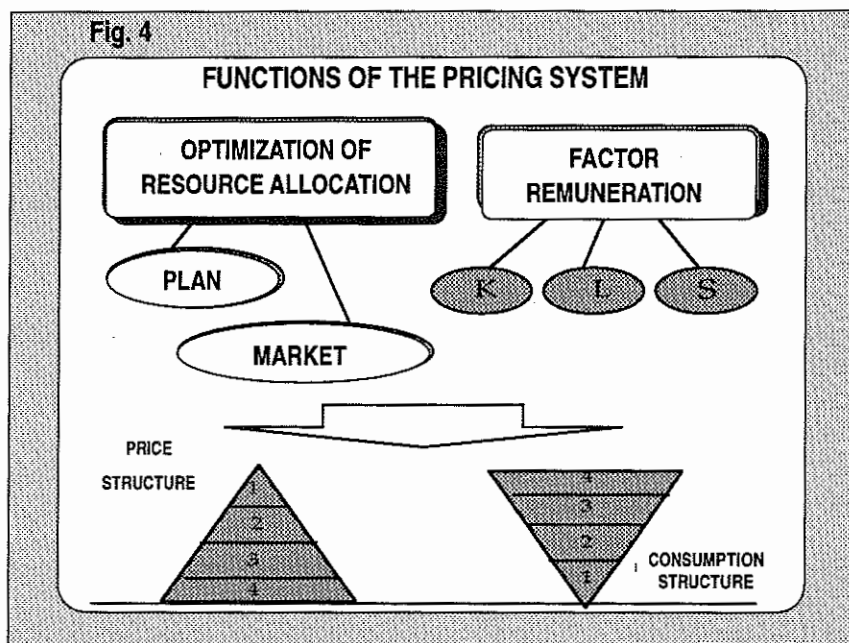 Fig. 4
FUNCTIONS OF THE PRICING SYSTEM
OPTIMIZATION OF
RESOURCE ALLOCATION
FACTOR
REMUNERATION
PLAN
MARKET
K
L
S
PRICE
STRUCTURE
1
2
3
4
4
3
2
1
CONSUMPTION
STRUCTURE